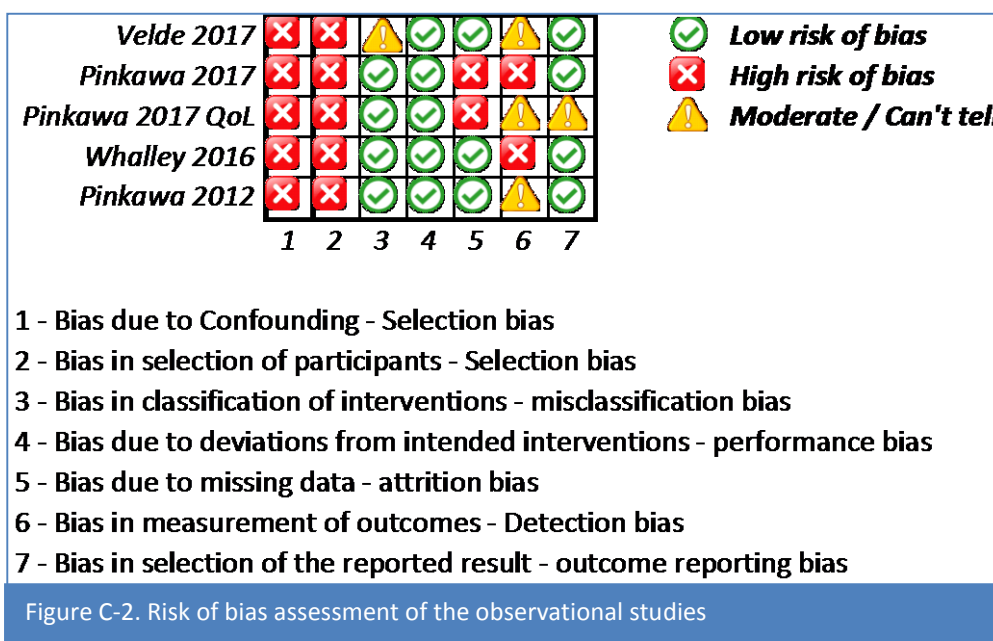 Velde 2017
Low risk of bias
Pinkawa 2017
High risk of bias
Pinkawa 2017 QoL
Moderate / Can't tell
Whalley 2016
Pinkawa 2012
1 2 3 4 5 6 7
1 - Bias due to Confounding - Selection bias
2 - Bias in selection of participants - Selection bias
3 - Bias in classification of interventions - misclassification bias
4 - Bias due to deviations from intended interventions - performance bias
5 - Bias due to missing data - attrition bias
6 - Bias in measurement of outcomes - Detection bias
7 - Bias in selection of the reported result - outcome reporting bias
Figure C-2. Risk of bias assessment of the observational studies